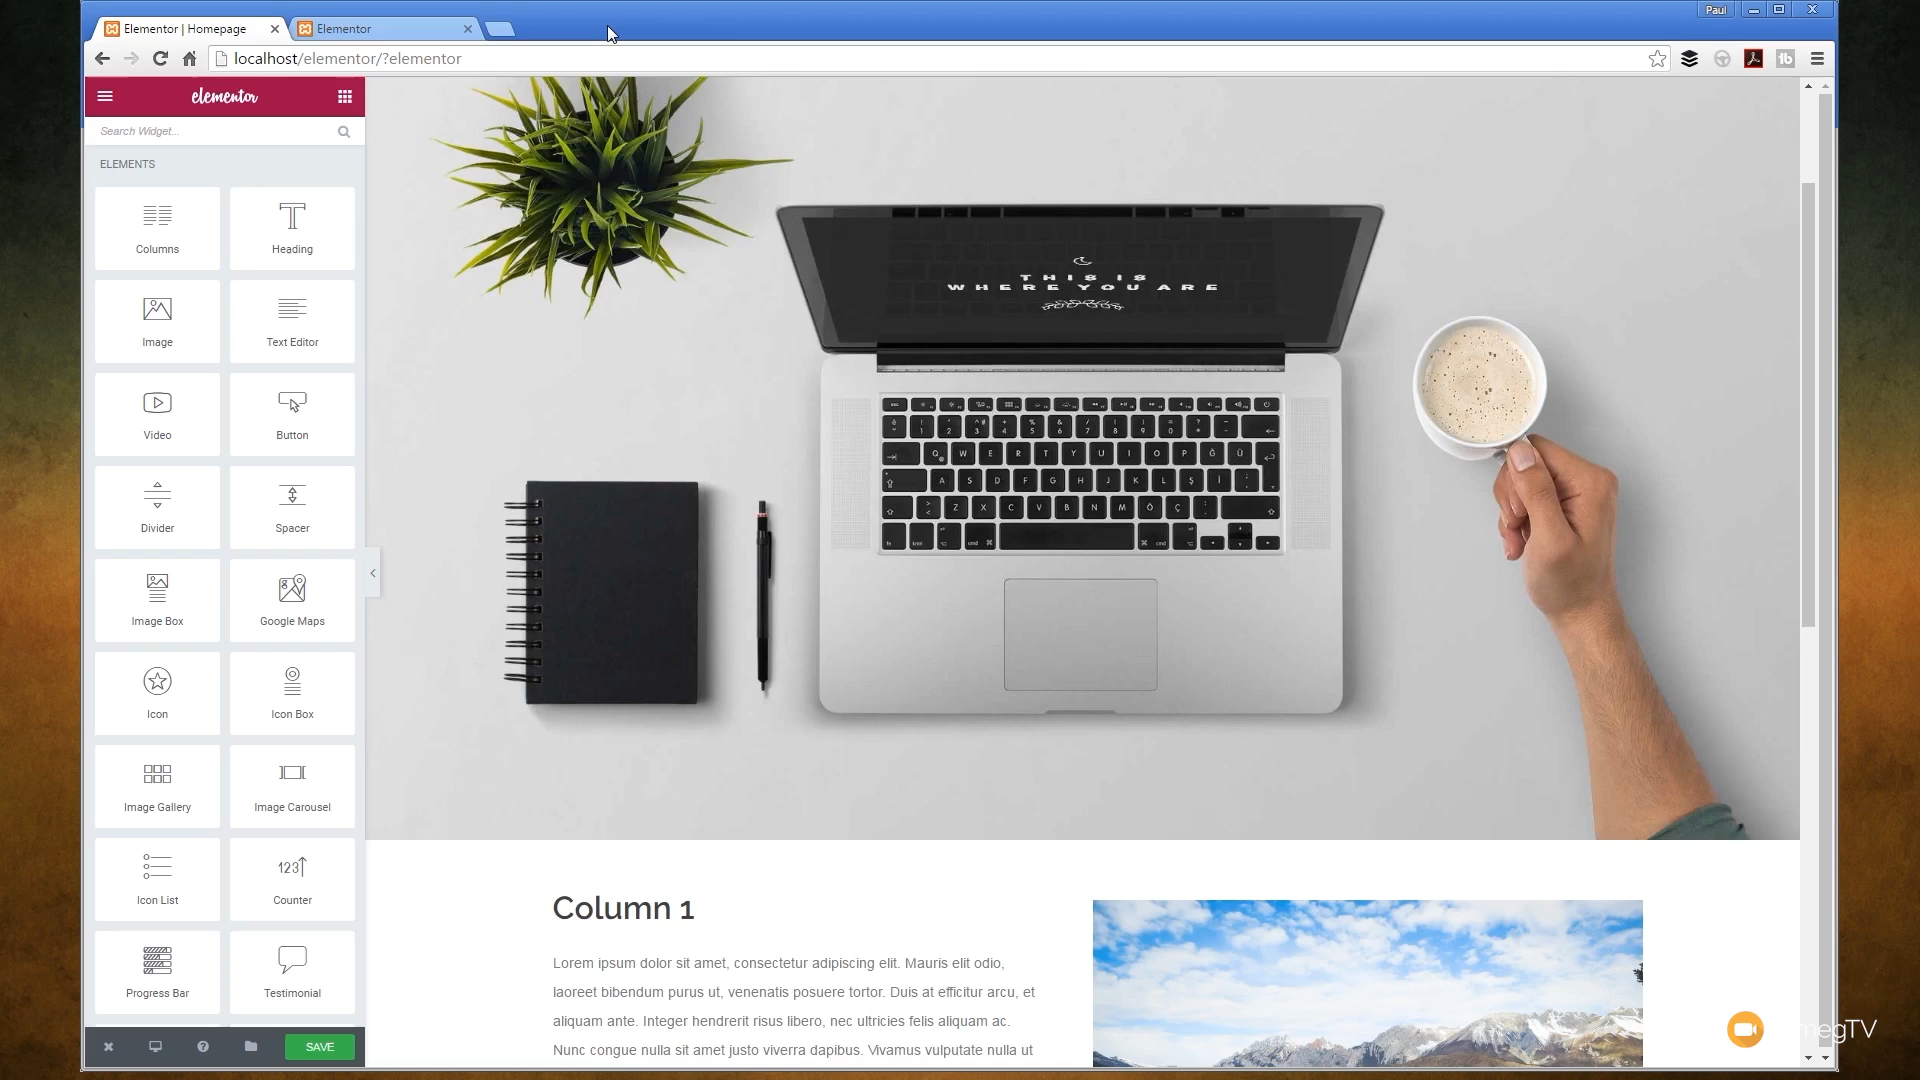 Paul
Elementor | Homepage
Elementor
localhost/elementor/?elementor
elementor
Search Widget...
ELEMENTS
Columns
Heading
Image
Text Editor
Video
Button
Divider
Spacer
Image Box
Google Maps
Icon
Icon Box
Image Gallery
Image Carousel
Icon List
123
Counter
Progress Bar
Testimonial
SAVE
THIS IS
WHERE YOU ARE
Q W E R T Y U I O P Ğ Ü
A S D F G H J K L Ş İ
Z X C V B N M Ö Ç
Column 1
Lorem ipsum dolor sit amet, consectetur adipiscing elit. Mauris elit odio,
laoreet bibendum purus ut, venenatis posuere tortor. Duis at efficitur arcu, et
aliquam ante. Integer hendrerit risus libero, nec ultricies felis aliquam ac.
Nunc congue nulla sit amet justo viverra dapibus. Vivamus vulputate nulla ut